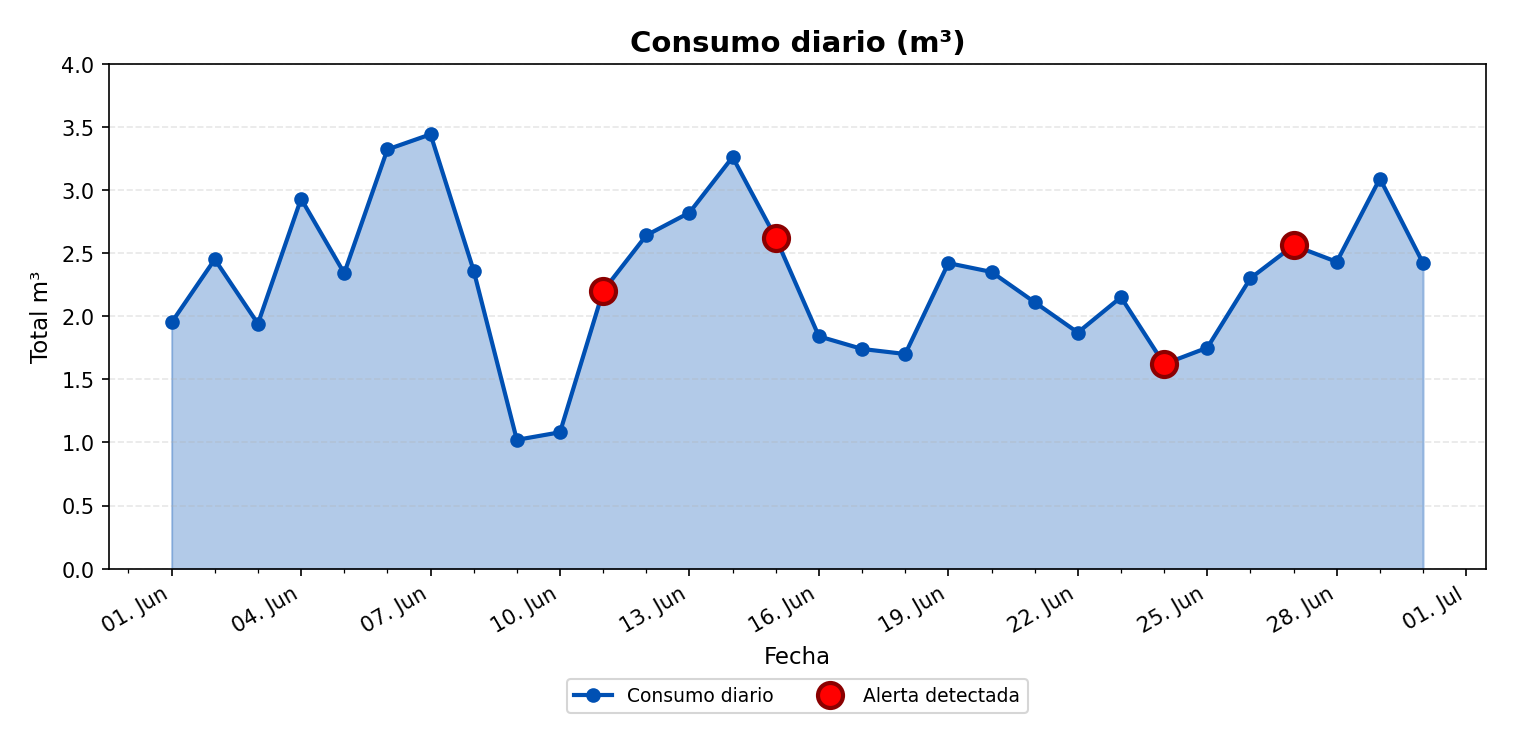 Consumo diario (m³)
4.0
3.5
3.0
2.5
2.0
1.5
1.0
0.5
0.0
Total m³
01. Jun
04. Jun
07. Jun
10. Jun
13. Jun
16. Jun
19. Jun
22. Jun
25. Jun
28. Jun
01. Jul
Fecha
Consumo diario
Alerta detectada